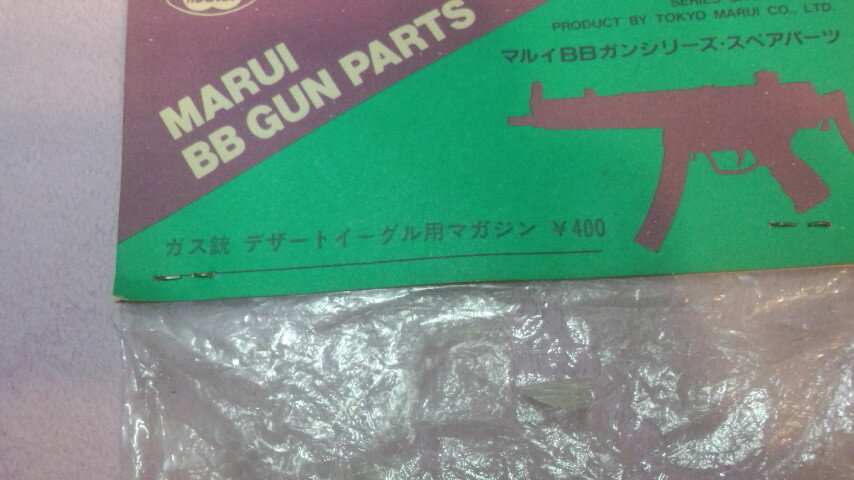 PRODUCT BY TOKYO MARUI CO., LTD.
マルイBBガンシリーズ・スペアパーツ
MARUI
BB GUN PARTS
ガス銃 デザートイーグル用マガジン ¥400